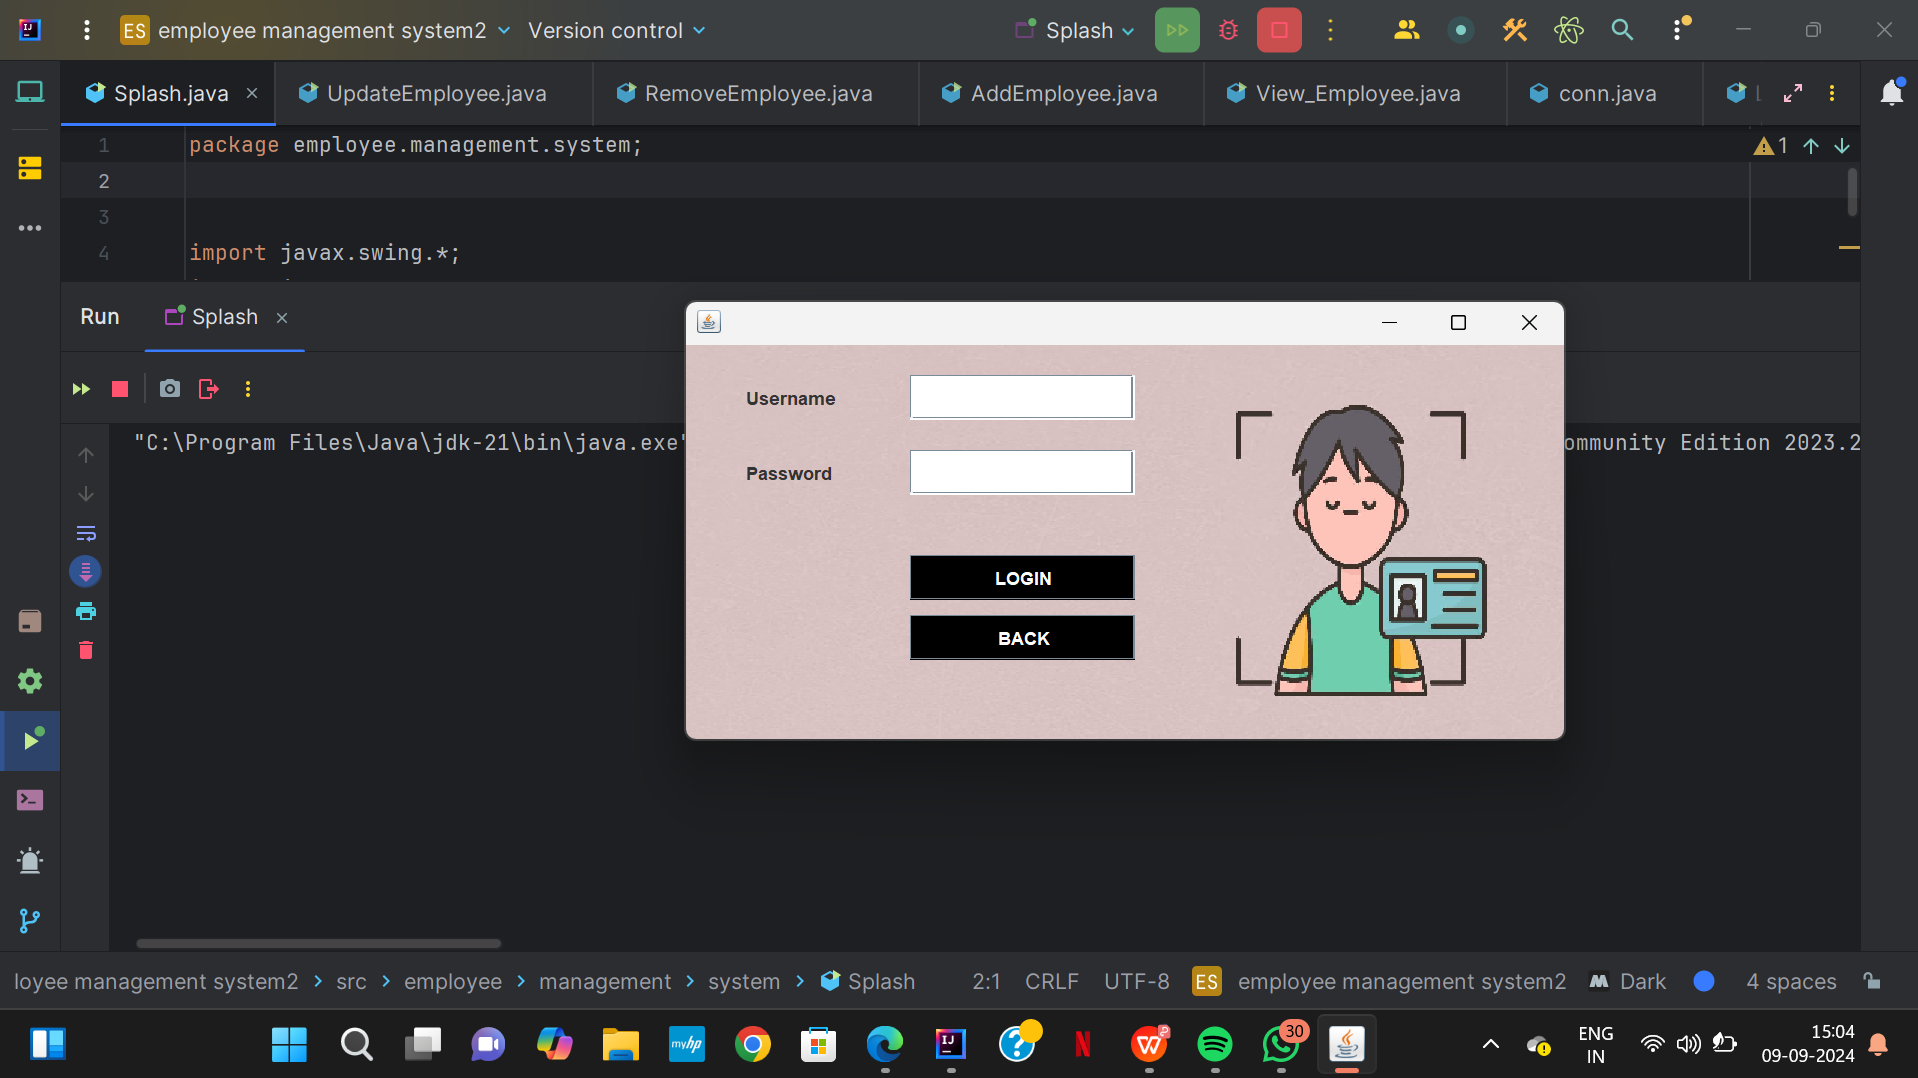 ES employee management system2 Version control Splash
Splash.java UpdateEmployee.java RemoveEmployee.java AddEmployee.java View_Employee.java conn.java
1 package employee.management.system;
1
2
3
4 import javax.swing.*;
Run Splash
"C:\Program Files\Java\jdk-21\bin\java.exe" ommunity Edition 2023.2
Username
Password
LOGIN
BACK
loyee management system2 > src > employee > management > system > Splash 2:1 CRLF UTF-8 ES employee management system2 Dark 4 spaces
myhp
IJ
30
ENG
IN
15:04
09-09-2024